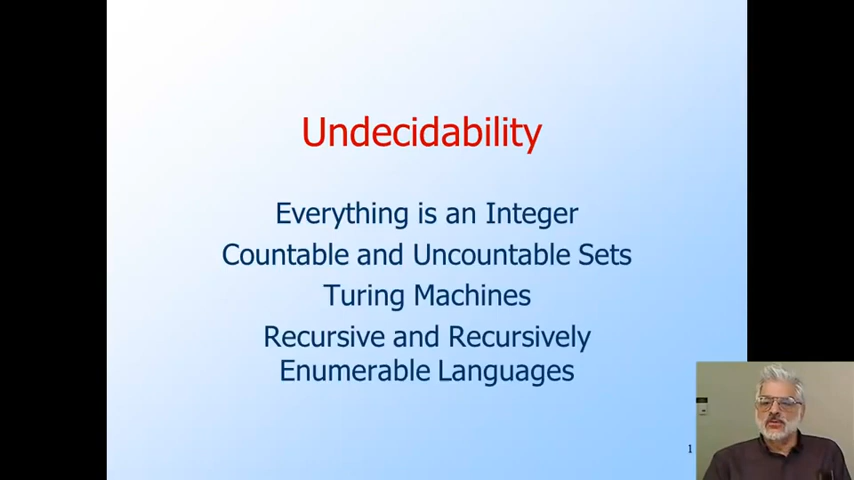 Undecidability
Everything is an Integer
Countable and Uncountable Sets
Turing Machines
Recursive and Recursively
Enumerable Languages
1